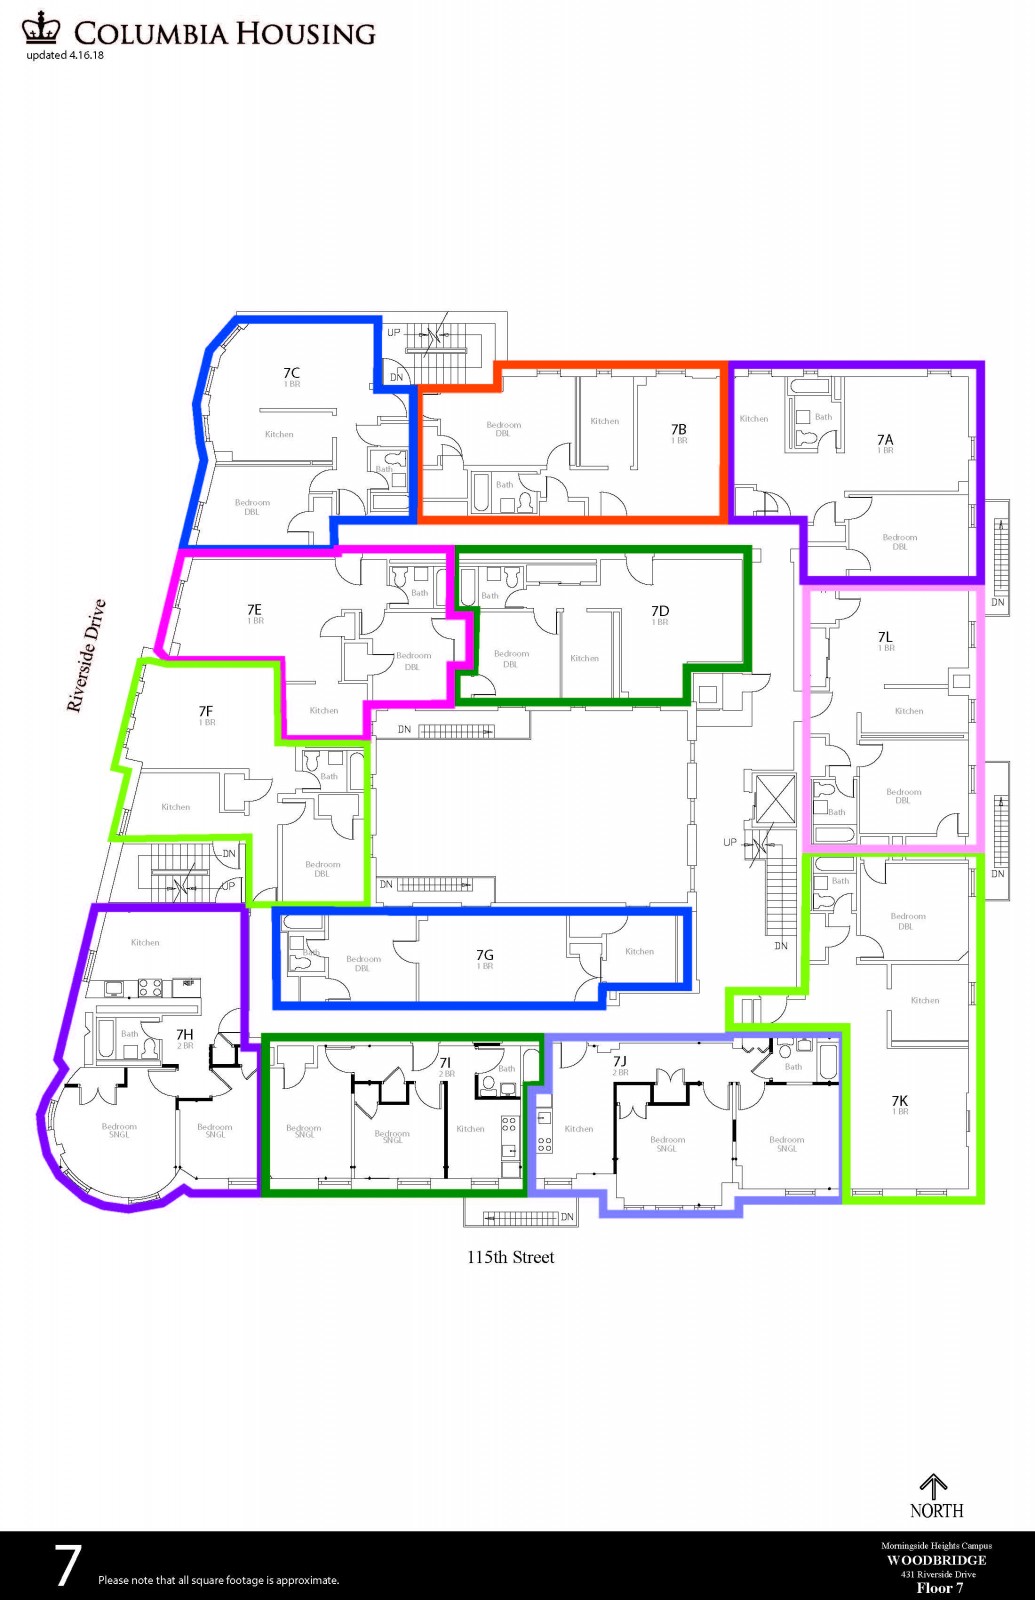 COLUMBIA HOUSING
updated 4.16.18
UP
DN
7C
1 BR
Kitchen
Bath
Bedroom
DBL
Bedroom
DBL
Kitchen
7B
1 BR
Bath
Kitchen
Bath
7A
1 BR
Bedroom
DBL
DN
Riverside Drive
7E
1 BR
Bath
Bedroom
DBL
Kitchen
Bath
7D
1 BR
Bedroom
DBL
Kitchen
7L
1 BR
Kitchen
Bedroom
DBL
Bath
7F
1 BR
Kitchen
Bath
Bedroom
DBL
DN
UP
DN
DN
UP
DN
DN
Bath
Bedroom
DBL
Kitchen
7K
1 BR
Kitchen
Bath
7H
2 BR
Bedroom
SNGL
Bedroom
SNGL
Bath
Bedroom
DBL
7G
1 BR
Kitchen
7I
2 BR
Bath
Bedroom
SNGL
Bedroom
SNGL
Kitchen
7J
2 BR
Bath
Kitchen
Bedroom
SNGL
Bedroom
SNGL
DN
115th Street
NORTH
7
Please note that all square footage is approximate.
Morningside Heights Campus
WOODBRIDGE
431 Riverside Drive
Floor 7